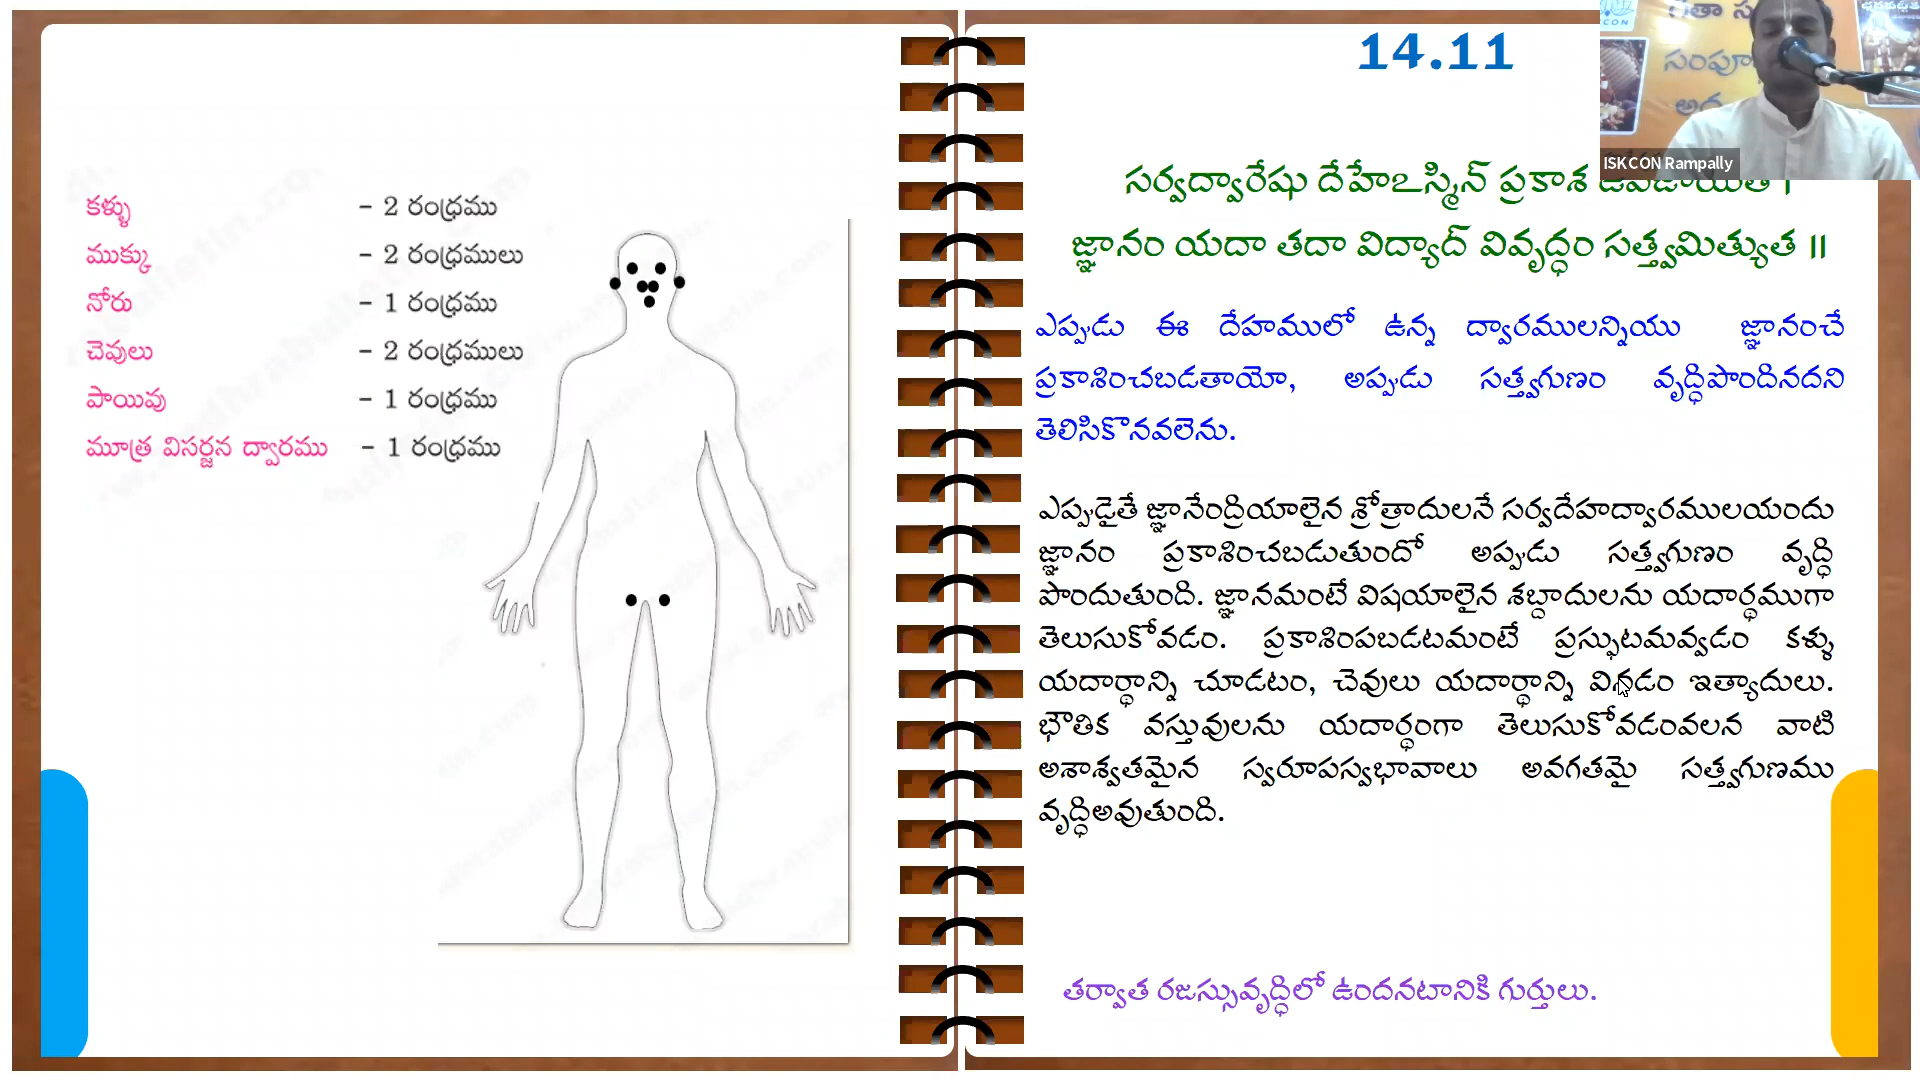 కళ్ళు - 2 రంధ్రము
ముక్కు - 2 రంధ్రములు
నోరు - 1 రంధ్రము
చెవులు - 2 రంధ్రములు
పాయివు - 1 రంధ్రము
మూత్ర విసర్జన ద్వారము - 1 రంధ్రము
14.11
ISKCON Rampally
సర్వద్వారేషు దేహేఽస్మిన్ ప్రకాశ ।
జ్ఞానం యదా తదా విద్యాద్ వివృద్ధం సత్త్వమిత్యుత ॥
ఎప్పుడు ఈ దేహములో ఉన్న ద్వారములన్నియు జ్ఞానంచే
ప్రకాశించబడతాయో, అప్పుడు సత్త్వగుణం వృద్ధిపొందినదని
తెలిసికొనవలెను.
ఎప్పుడైతే జ్ఞానేంద్రియాలైన శ్రోత్రాదులనే సర్వదేహద్వారములయందు
జ్ఞానం ప్రకాశించబడుతుందో అప్పుడు సత్త్వగుణం వృద్ధి
పొందుతుంది. జ్ఞానమంటే విషయాలైన శబ్దాదులను యదార్థముగా
తెలుసుకోవడం. ప్రకాశింపబడటమంటే ప్రస్ఫుటమవ్వడం కళ్ళు
యదార్థాన్ని చూడటం, చెవులు యదార్థాన్ని వినడం ఇత్యాదులు.
భౌతిక వస్తువులను యదార్థంగా తెలుసుకోవడంవలన వాటి
అశాశ్వతమైన స్వరూపస్వభావాలు అవగతమై సత్త్వగుణము
వృద్ధిఅవుతుంది.
తర్వాత రజస్సువృద్ధిలో ఉందనటానికి గుర్తులు.